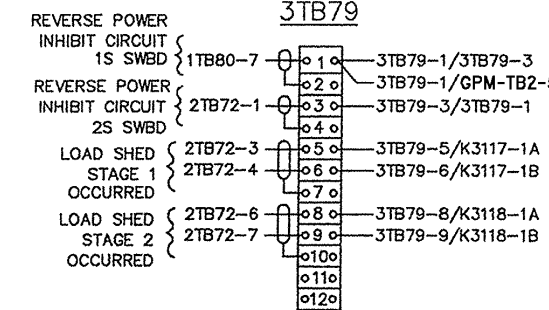 3TB79
REVERSE POWER
INHIBIT CIRCUIT
1S SWBD
1TB80-7
1
3TB79-1/3TB79-3
2
3TB79-1/GPM-TB2-
REVERSE POWER
INHIBIT CIRCUIT
2S SWBD
2TB72-1
3
3TB79-3/3TB79-1
4
LOAD SHED
STAGE 1
OCCURRED
2TB72-3
5
3TB79-5/K3117-1A
2TB72-4
6
3TB79-6/K3117-1B
7
LOAD SHED
STAGE 2
OCCURRED
2TB72-6
8
3TB79-8/K3118-1A
2TB72-7
9
3TB79-9/K3118-1B
10
11
12